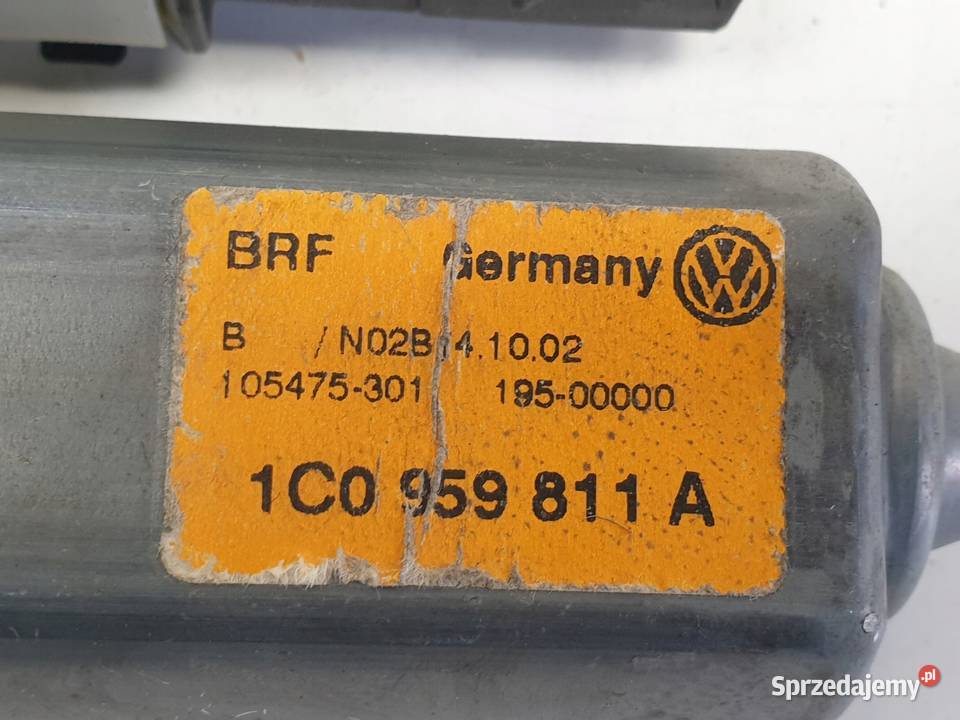 BRF Germany
B / N02B 14.10.02
105475-301 195-00000
1C0 959 811 A
Sprzedajemy.pl